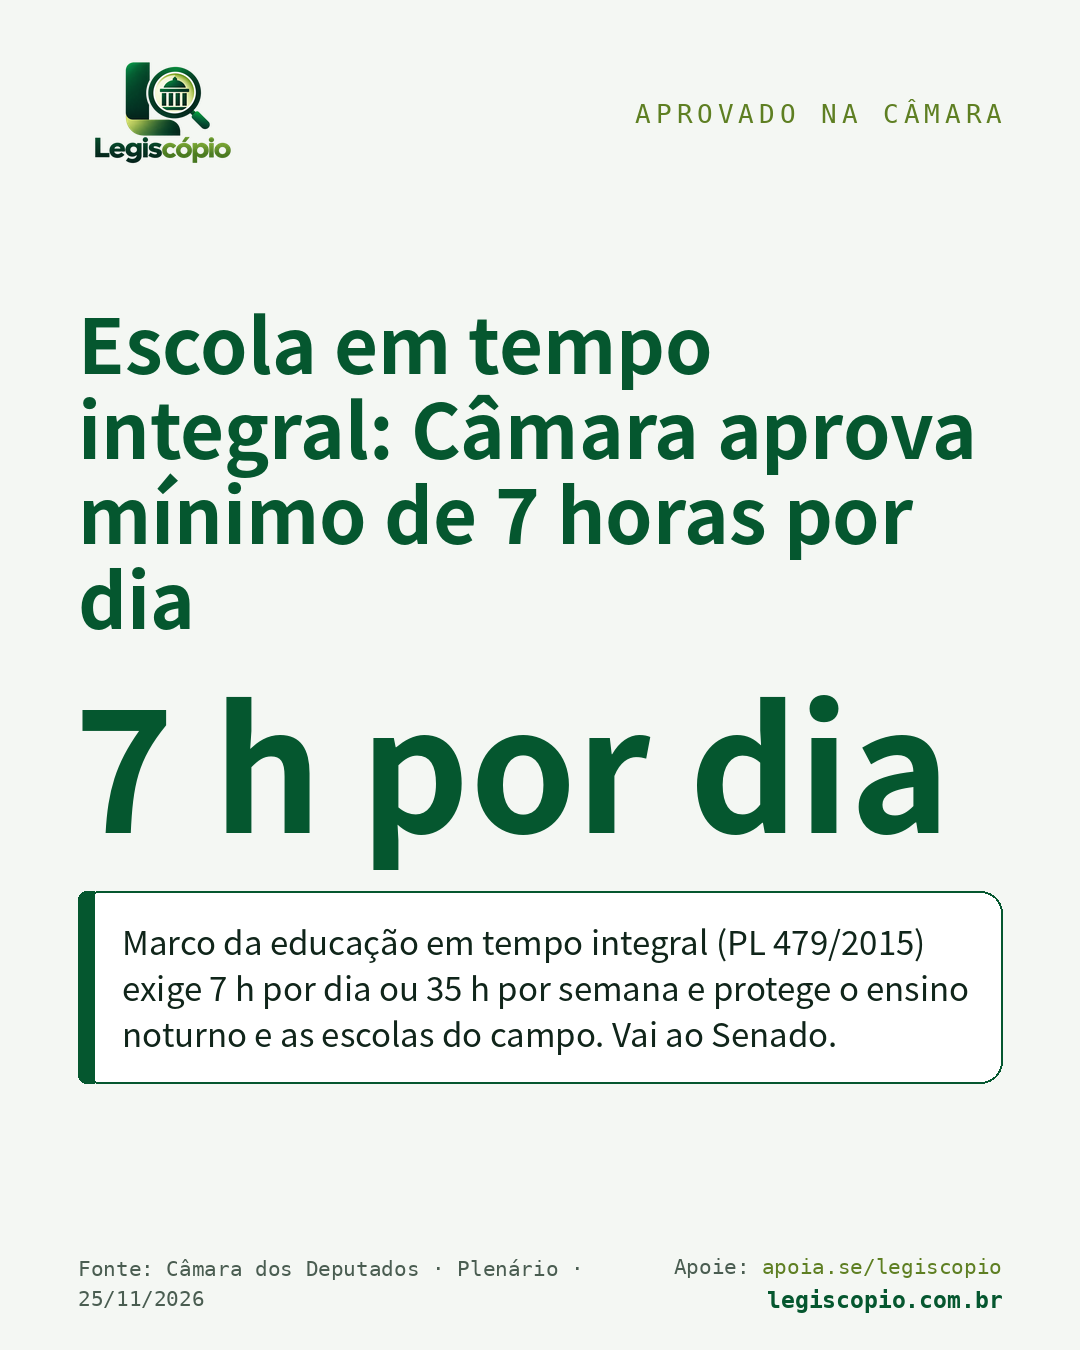 Legiscópio
APROVADO NA CÂMARA
Escola em tempo
integral: Câmara aprova
mínimo de 7 horas por
dia
7 h por dia
Marco da educação em tempo integral (PL 479/2015)
exige 7 h por dia ou 35 h por semana e protege o ensino
noturno e as escolas do campo. Vai ao Senado.
Fonte: Câmara dos Deputados · Plenário ·
25/11/2026
Apoie: apoia.se/legiscopio
legiscopio.com.br